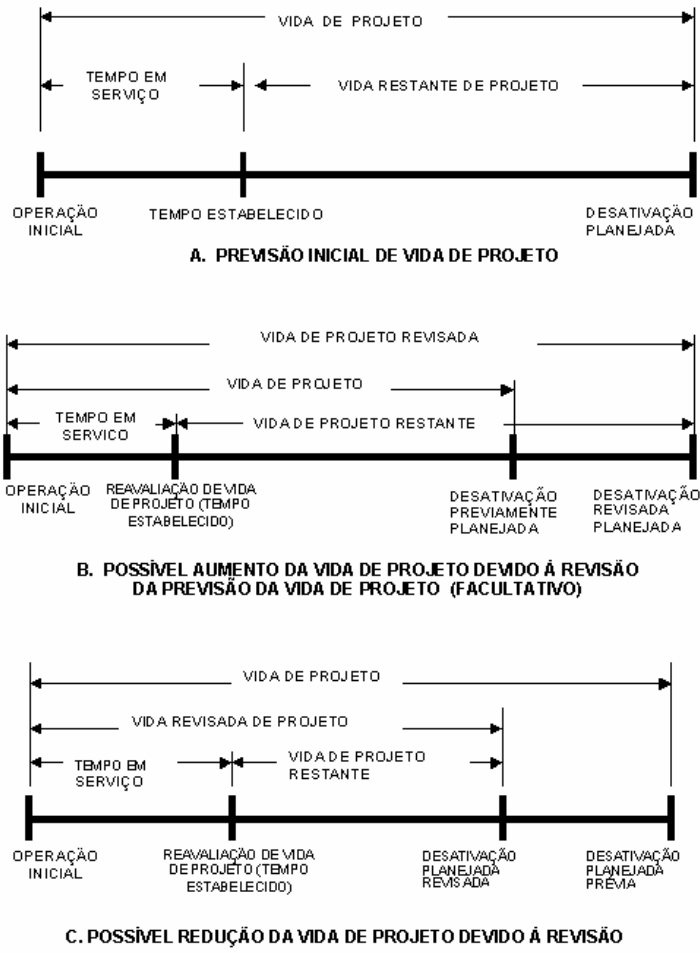 VIDA DE PROJETO
TEMPO EM
SERVIÇO
VIDA RESTANTE DE PROJETO
OPERAÇÃO
INICIAL
TEMPO ESTABELECIDO
DESATIVAÇÃO
PLANEJADA
A. PREVISÃO INICIAL DE VIDA DE PROJETO
VIDA DE PROJETO REVISADA
VIDA DE PROJETO
TEMPO EM
SERVICO
VIDA DE PROJETO RESTANTE
OPERAÇÃO
INICIAL
REAVALIAÇÃO DE VIDA
DE PROJETO (TEMPO
ESTABELECIDO)
DESATIVAÇÃO
PREVIAMENTE
PLANEJADA
DESATIVAÇÃO
REVISADA
PLANEJADA
B. POSSÍVEL AUMENTO DA VIDA DE PROJETO DEVIDO À REVISÃO
DA PREVISÃO DA VIDA DE PROJETO (FACULTATIVO)
VIDA DE PROJETO
VIDA REVISADA DE PROJETO
TEMPO EM
SERVIÇO
VIDA DE PROJETO
RESTANTE
OPERAÇÃO
INICIAL
REAVALIAÇÃO DE VIDA
DE PROJETO (TEMPO
ESTABELECIDO)
DESATIVAÇÃO
PLANEJADA
REVISADA
DESATIVAÇÃO
PLANEJADA
PRÉVIA
C. POSSÍVEL REDUÇÃO DA VIDA DE PROJETO DEVIDO À REVISÃO